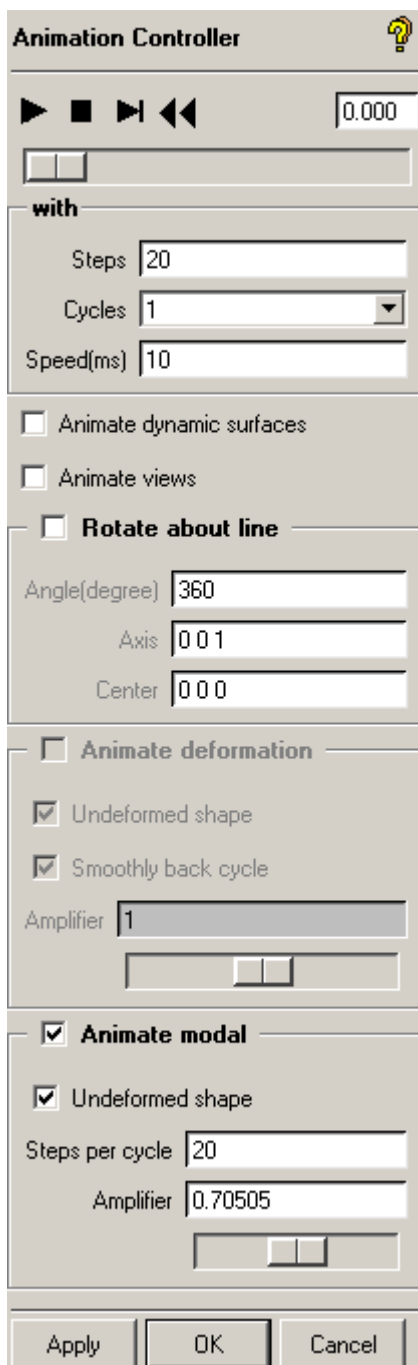 Animation Controller
0.000
with
Steps 20
Cycles 1
Speed(ms) 10
Animate dynamic surfaces
Animate views
Rotate about line
Angle(degree) 360
Axis 0 0 1
Center 0 0 0
Animate deformation
Undeformed shape
Smoothly back cycle
Amplifier 1
Animate modal
Undeformed shape
Steps per cycle 20
Amplifier 0.70505
Apply OK Cancel